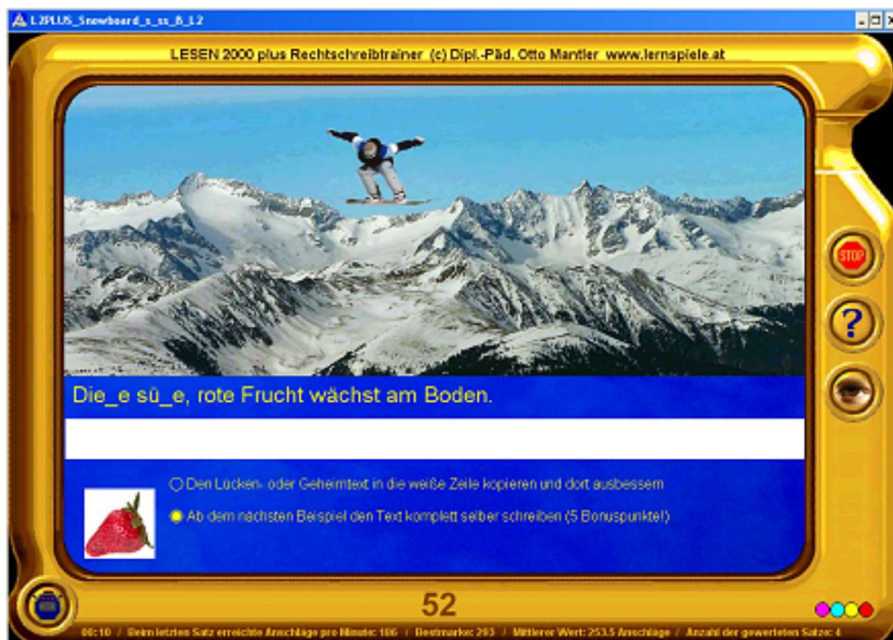 L2PLUS_Snowboard_s_ss_ß_L2
LESEN 2000 plus Rechtschreibtrainer (c) Dipl.-Päd. Otto Mantler www.lernspiele.at
STOP
?
Die_e sü_e, rote Frucht wächst am Boden.
Den Lücken- oder Geheimtext in die weiße Zeile kopieren und dort ausbessern
Ab dem nächsten Beispiel den Text komplett selber schreiben (5 Bonuspunkte!)
52
00:10 / Beim letzten Satz erreichte Anschläge pro Minute: 186 / Bestmarke: 293 / Mittlerer Wert: 253.5 Anschläge / Anzahl der gewerteten Sätze: 4